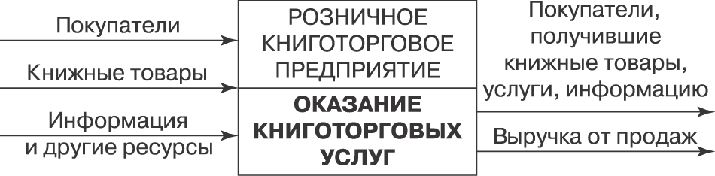 Покупатели
Книжные товары
Информация
и другие ресурсы
РОЗНИЧНОЕ
КНИГОТОРГОВОЕ
ПРЕДПРИЯТИЕ
ОКАЗАНИЕ
КНИГОТОРГОВЫХ
УСЛУГ
Покупатели,
получившие
книжные товары,
услуги, информацию
Выручка от продаж